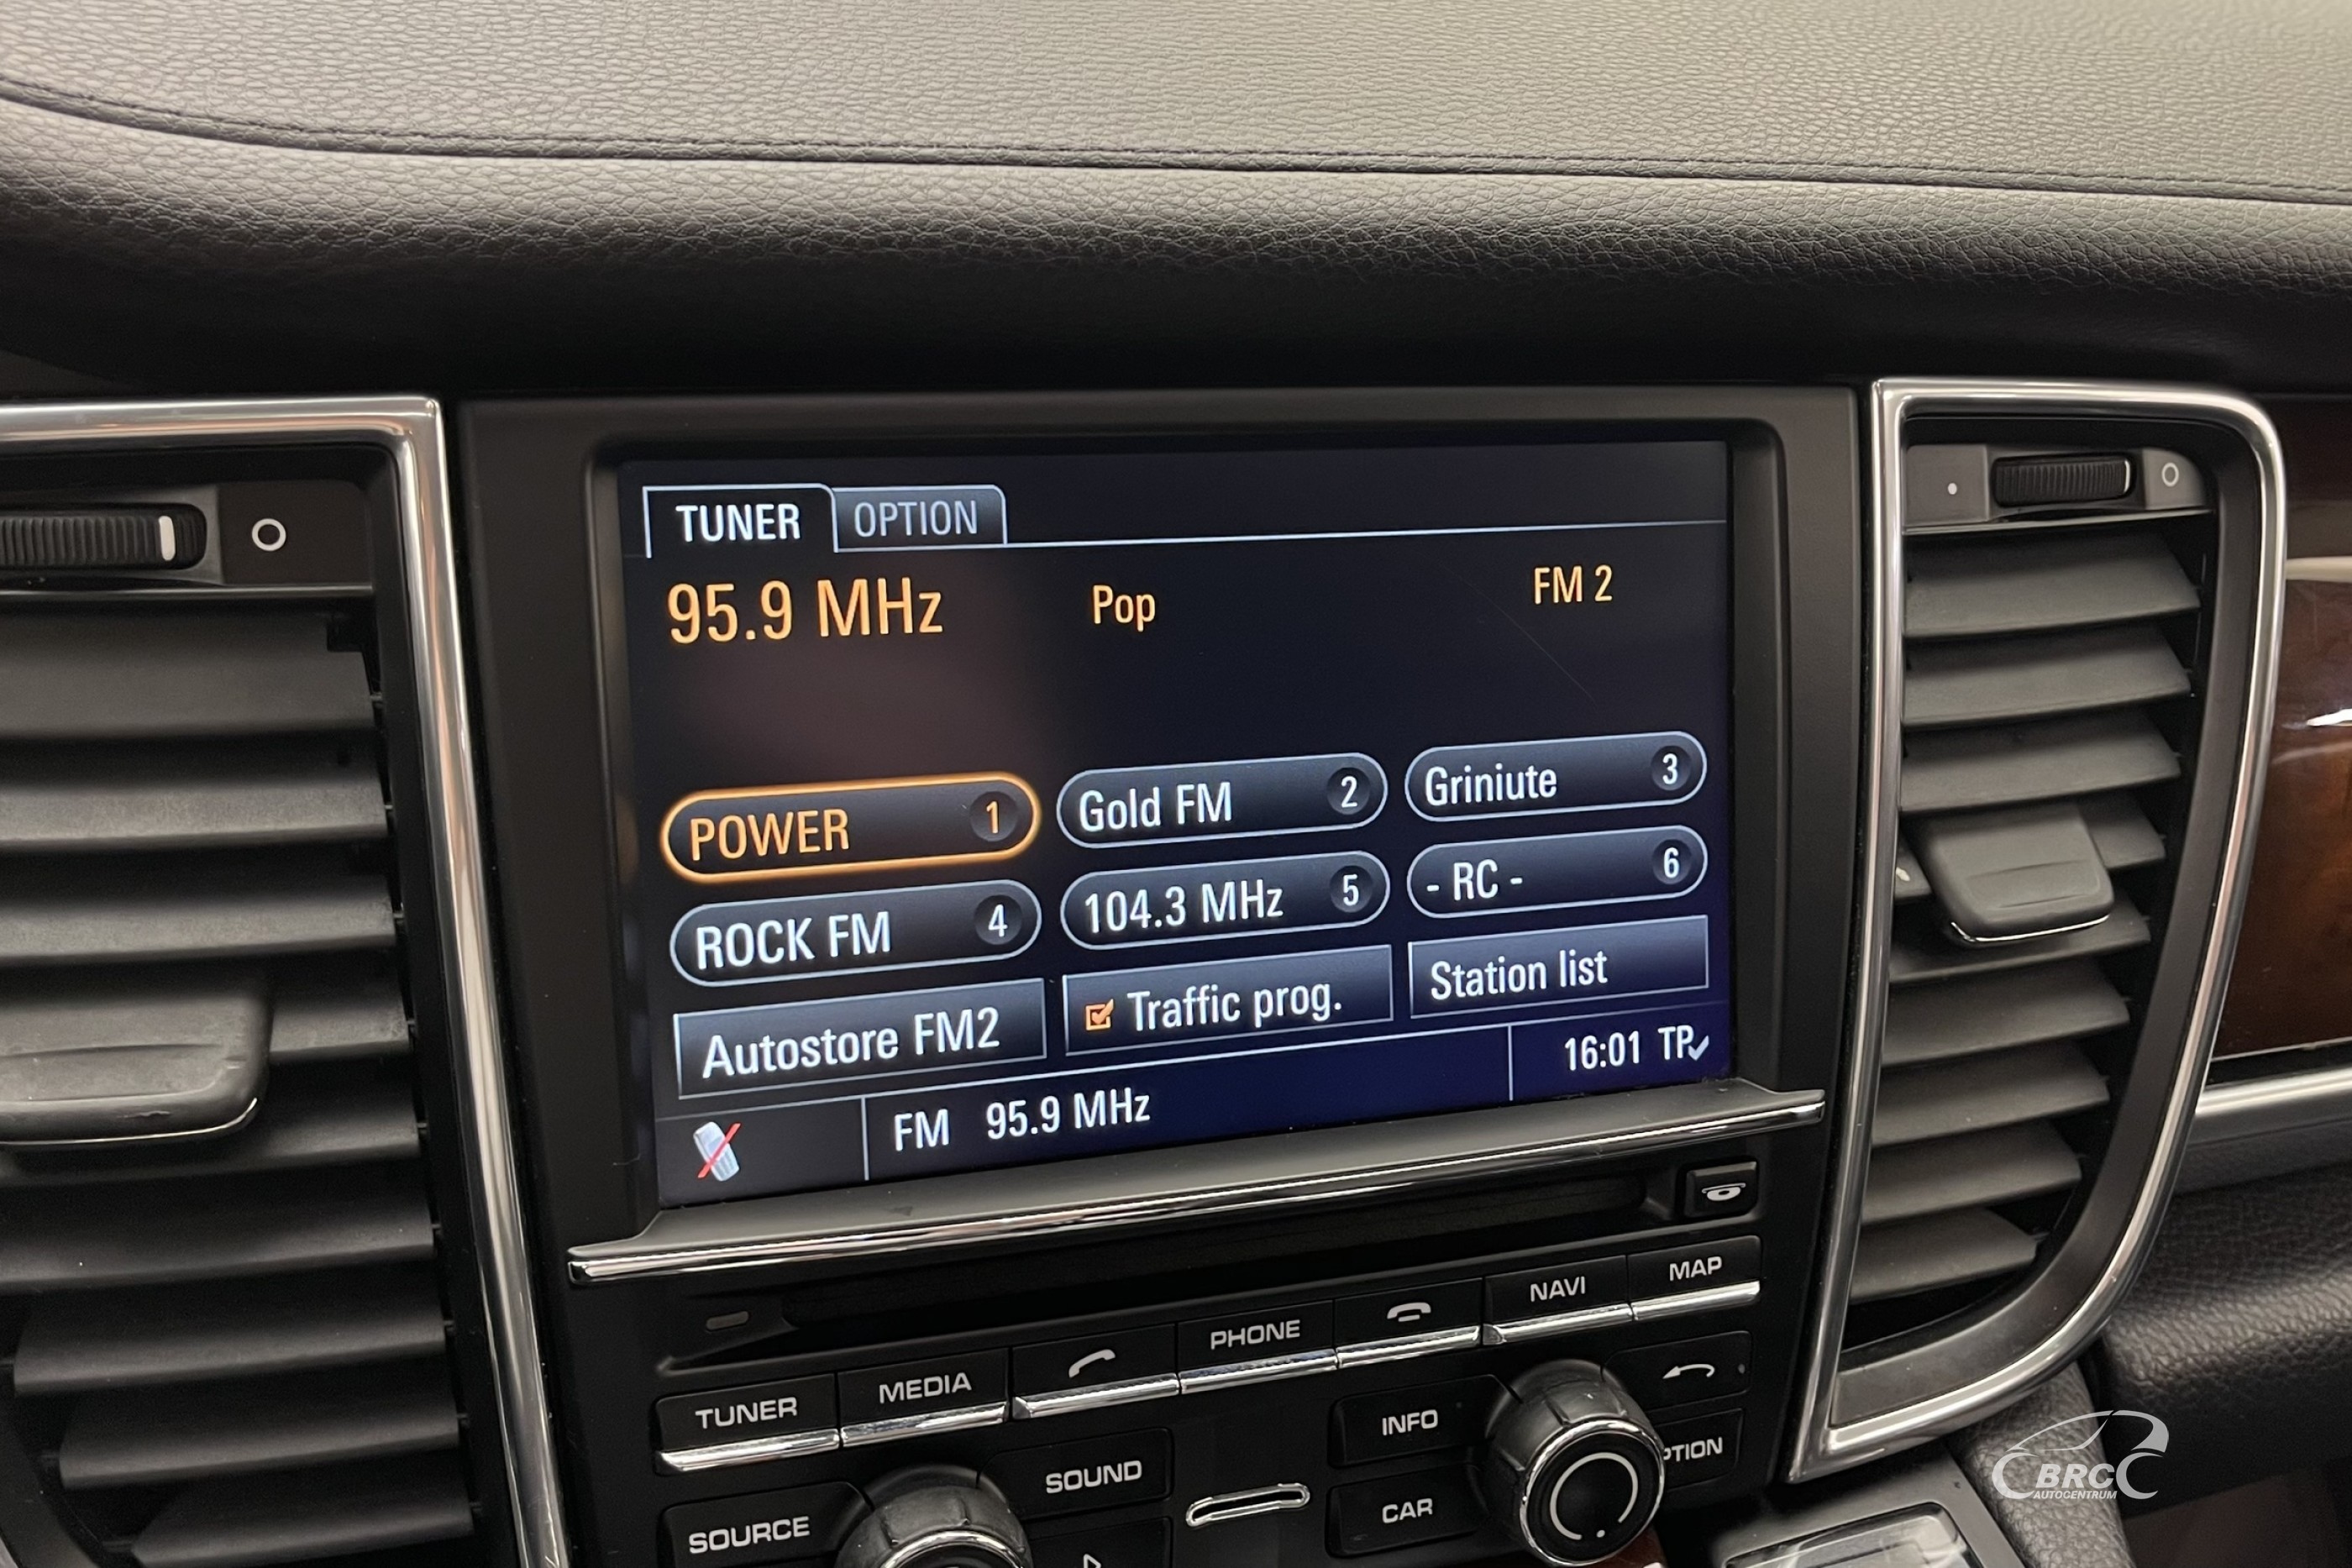 TUNER OPTION
95.9 MHz Pop FM 2
POWER 1 Gold FM 2 Griniute 3
ROCK FM 4 104.3 MHz 5 - RC - 6
Autostore FM2 Traffic prog. Station list
FM 95.9 MHz 16:01 TP
TUNER MEDIA PHONE NAVI MAP
SOURCE SOUND INFO PTION
CAR
BRC
AUTOCENTRUM